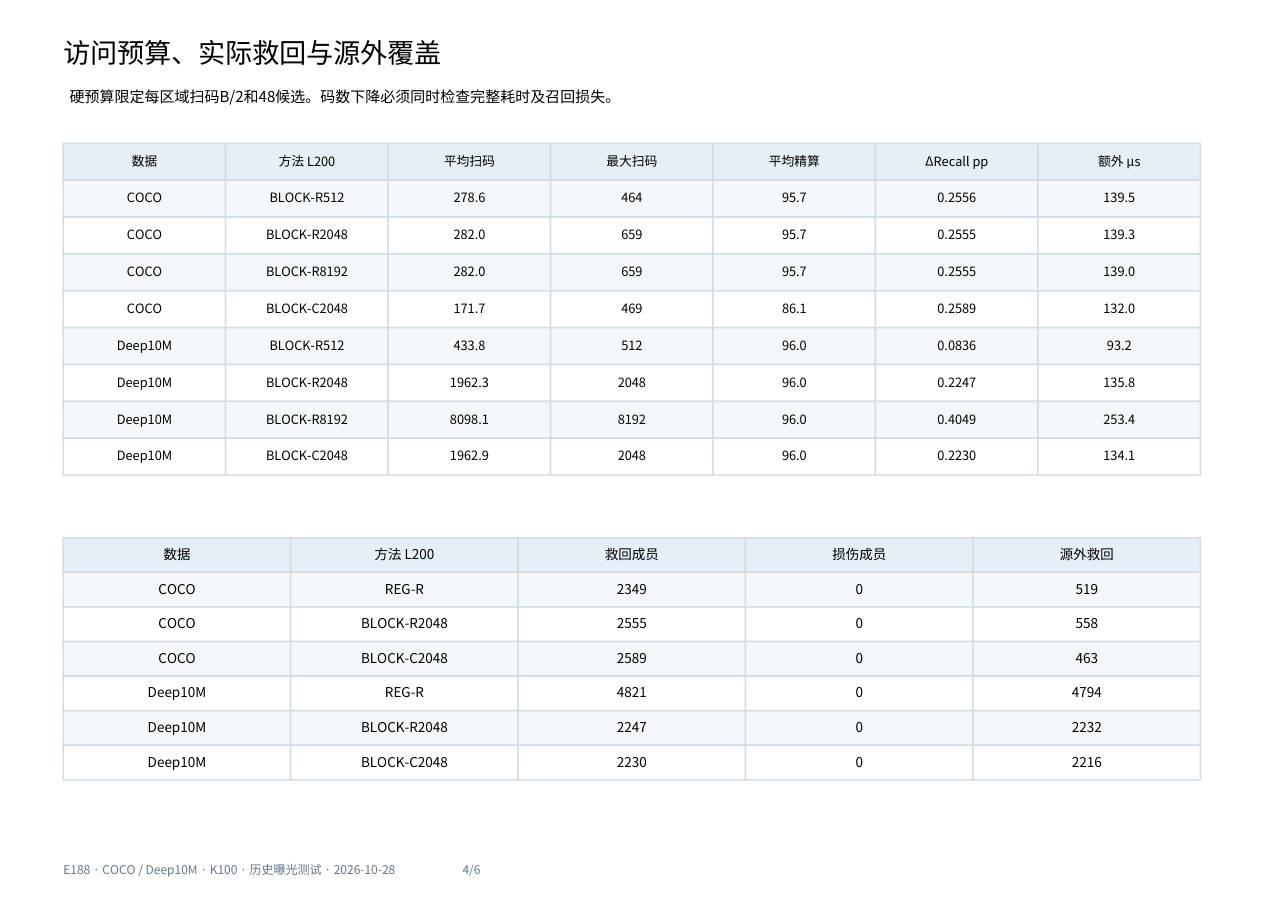 访问预算、实际救回与源外覆盖
硬预算限定每区域扫码B/2和48候选。码数下降必须同时检查完整耗时及召回损失。
数据 方法 L200 平均扫码 最大扫码 平均精算 ΔRecall pp 额外 μs
COCO BLOCK-R512 278.6 464 95.7 0.2556 139.5
COCO BLOCK-R2048 282.0 659 95.7 0.2555 139.3
COCO BLOCK-R8192 282.0 659 95.7 0.2555 139.0
COCO BLOCK-C2048 171.7 469 86.1 0.2589 132.0
Deep10M BLOCK-R512 433.8 512 96.0 0.0836 93.2
Deep10M BLOCK-R2048 1962.3 2048 96.0 0.2247 135.8
Deep10M BLOCK-R8192 8098.1 8192 96.0 0.4049 253.4
Deep10M BLOCK-C2048 1962.9 2048 96.0 0.2230 134.1
数据 方法 L200 救回成员 损伤成员 源外救回
COCO REG-R 2349 0 519
COCO BLOCK-R2048 2555 0 558
COCO BLOCK-C2048 2589 0 463
Deep10M REG-R 4821 0 4794
Deep10M BLOCK-R2048 2247 0 2232
Deep10M BLOCK-C2048 2230 0 2216
E188 · COCO / Deep10M · K100 · 历史曝光测试 · 2026-10-28 4/6